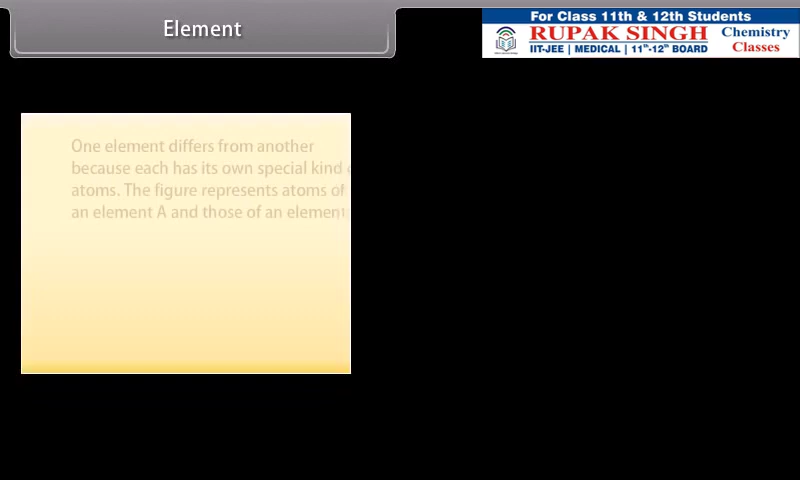 Element
For Class 11th & 12th Students
RUPAK SINGH
IIT-JEE | MEDICAL | 11th-12th BOARD
Chemistry
Classes
One element differs from another
because each has its own special kind
atoms. The figure represents atoms of
an element A and those of an element